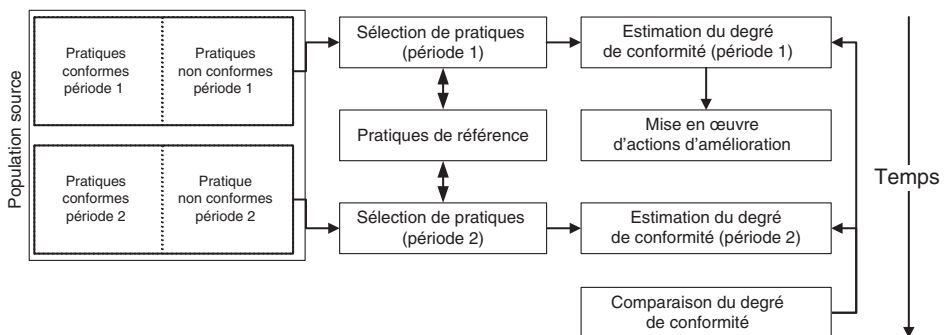 Population source
Pratiques
conformes
période 1
Pratiques
non conformes
période 1
Sélection de pratiques
(période 1)
Estimation du degré
de conformité (période 1)
Pratiques de référence
Mise en œuvre
d'actions d'amélioration
Pratiques
conformes
période 2
Pratique
non conformes
période 2
Sélection de pratiques
(période 2)
Estimation du degré
de conformité (période 2)
Comparaison du degré
de conformité
Temps